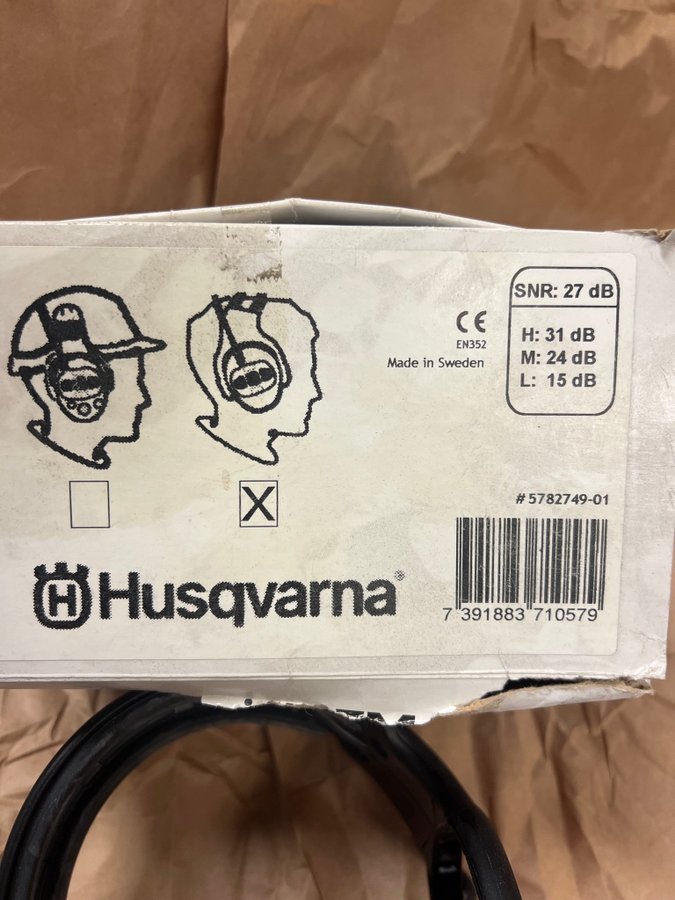 SNR: 27 dB
H: 31 dB
M: 24 dB
L: 15 dB
CE
EN352
Made in Sweden
X
# 5782749-01
H Husqvarna®
7 391883 710579